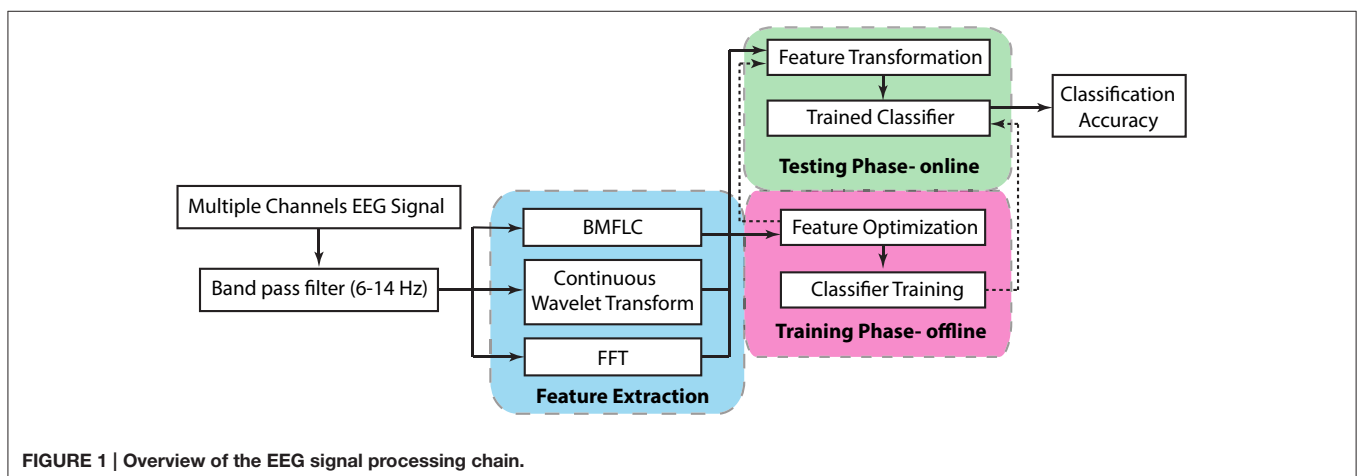 Multiple Channels EEG Signal
Band pass filter (6-14 Hz)
BMFLC
Continuous
Wavelet Transform
FFT
Feature Extraction
Feature Transformation
Trained Classifier
Testing Phase- online
Feature Optimization
Classifier Training
Training Phase- offline
Classification
Accuracy
FIGURE 1 | Overview of the EEG signal processing chain.